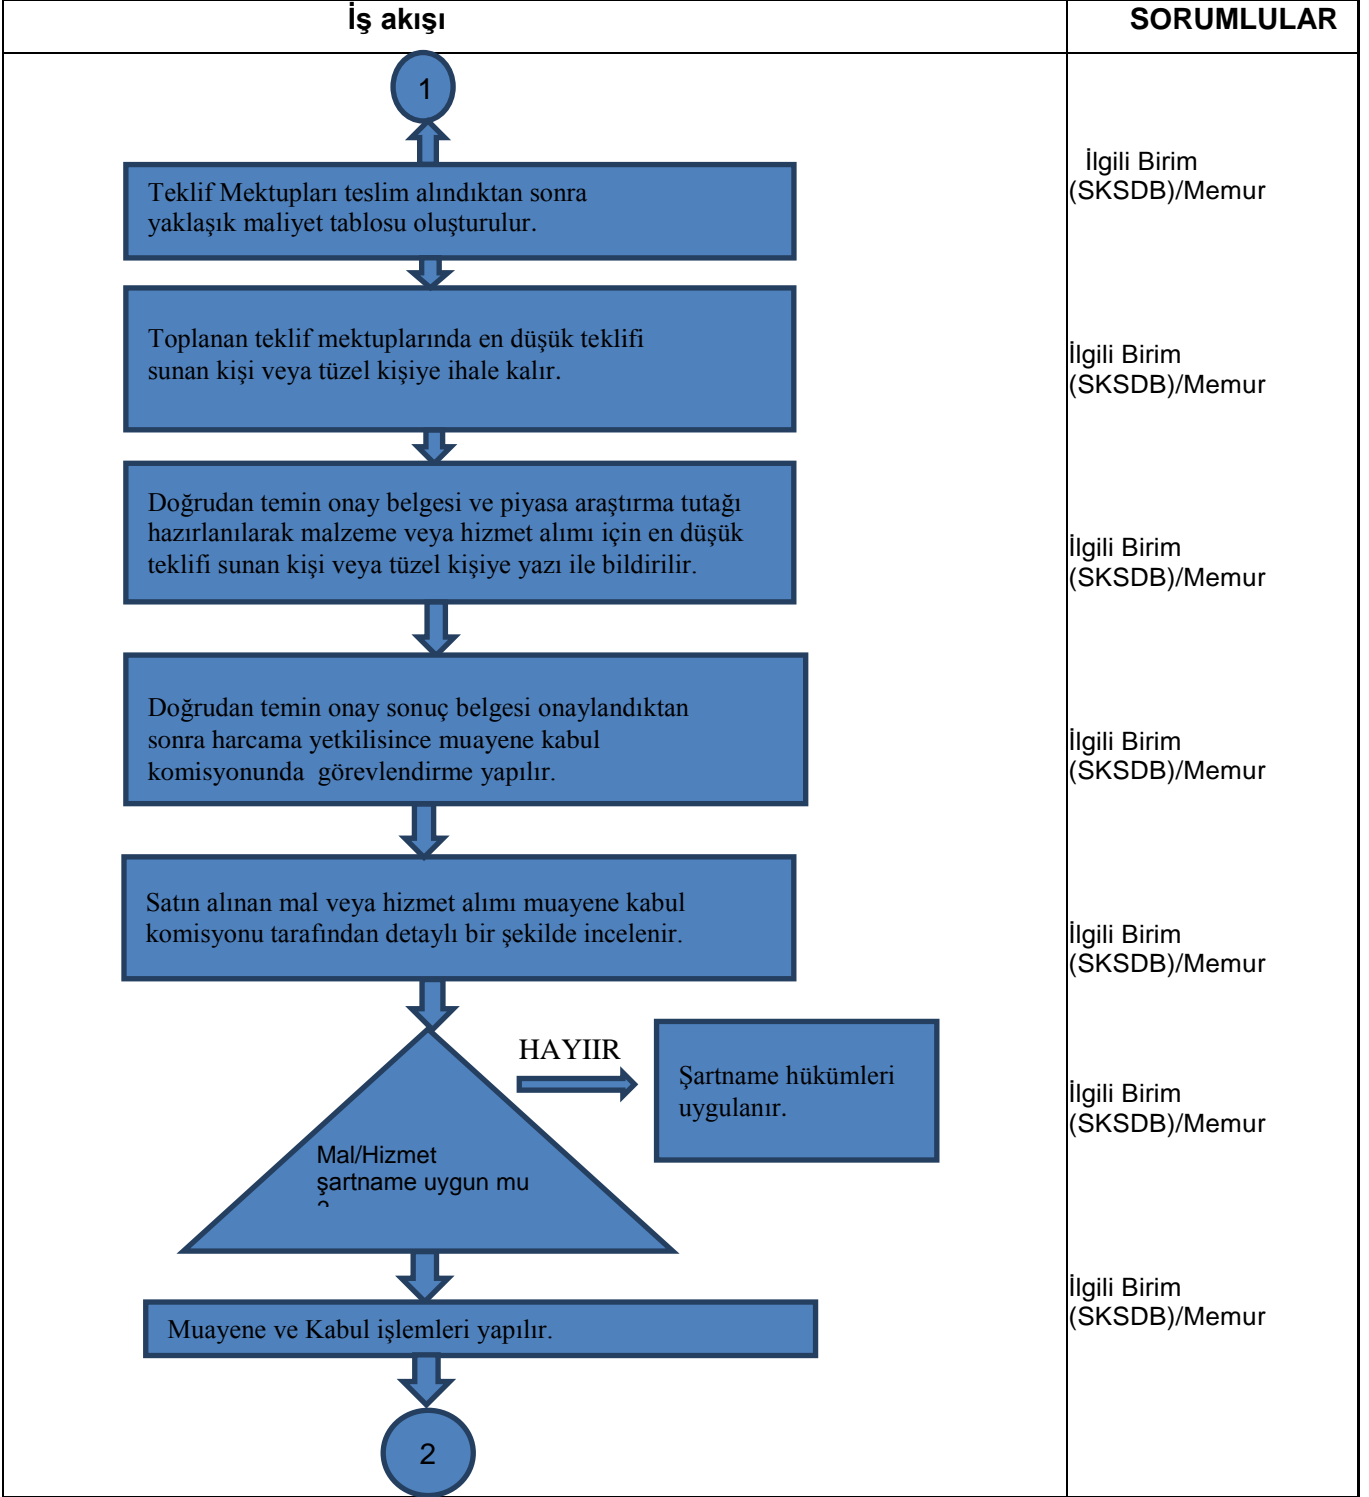 İş akışı
SORUMLULAR
1
Teklif Mektupları teslim alındıktan sonra
yaklaşık maliyet tablosu oluşturulur.
İlgili Birim
(SKSDB)/Memur
Toplanan teklif mektuplarında en düşük teklifi
sunan kişi veya tüzel kişiye ihale kalır.
İlgili Birim
(SKSDB)/Memur
Doğrudan temin onay belgesi ve piyasa araştırma tutağı
hazırlanılarak malzeme veya hizmet alımı için en düşük
teklifi sunan kişi veya tüzel kişiye yazı ile bildirilir.
İlgili Birim
(SKSDB)/Memur
Doğrudan temin onay sonuç belgesi onaylandıktan
sonra harcama yetkilisince muayene kabul
komisyonunda  görevlendirme yapılır.
İlgili Birim
(SKSDB)/Memur
Satın alınan mal veya hizmet alımı muayene kabul
komisyonu tarafından detaylı bir şekilde incelenir.
İlgili Birim
(SKSDB)/Memur
HAYIIR
Şartname hükümleri
uygulanır.
İlgili Birim
(SKSDB)/Memur
Mal/Hizmet
şartname uygun mu
?
Muayene ve Kabul işlemleri yapılır.
İlgili Birim
(SKSDB)/Memur
2